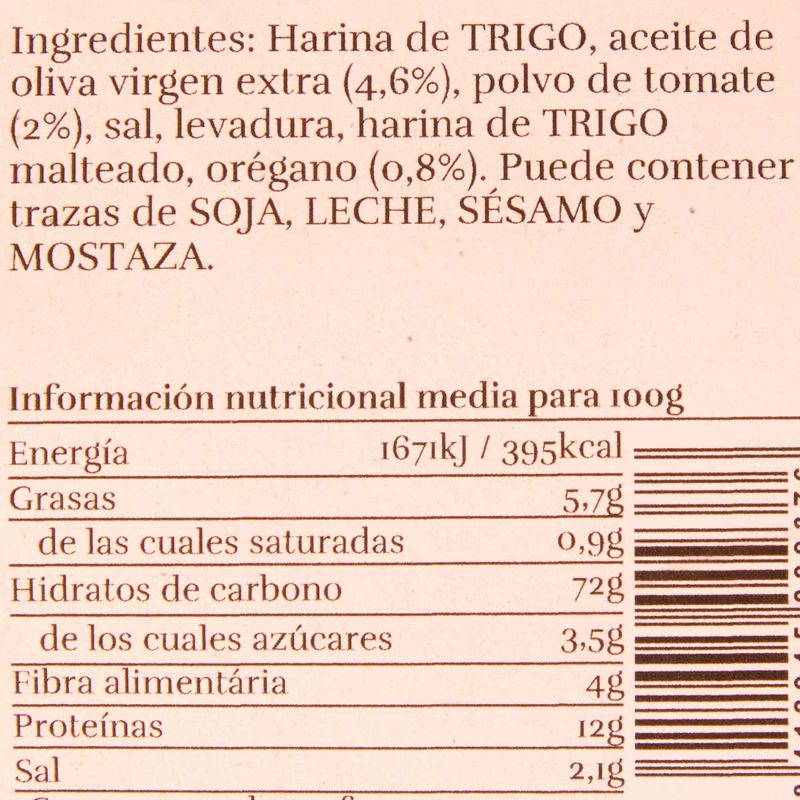 Ingredientes: Harina de TRIGO, aceite de
oliva virgen extra (4,6%), polvo de tomate
(2%), sal, levadura, harina de TRIGO
malteado, orégano (0,8%). Puede contener
trazas de SOJA, LECHE, SÉSAMO y
MOSTAZA.
Información nutricional media para 100g
Energía 1671kJ / 395kcal
Grasas 5,7g
de las cuales saturadas 0,9g
Hidratos de carbono 72g
de los cuales azúcares 3,5g
Fibra alimentária 4g
Proteínas 12g
Sal 2,1g